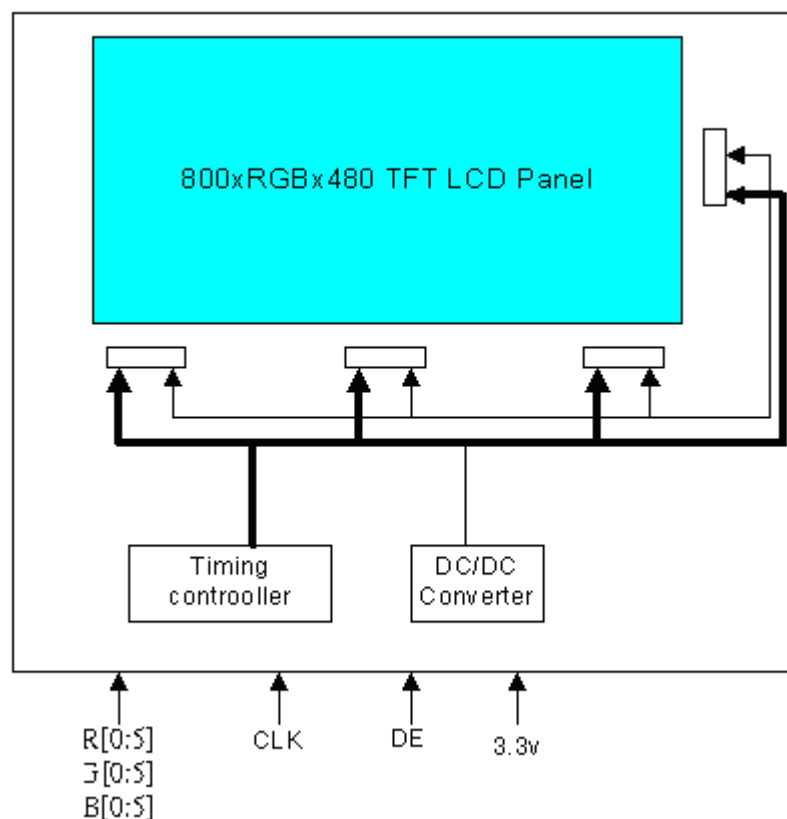 800xRGBx480 TFT LCD Panel
Timing
controoller
DC/DC
Converter
R[0:5]
G[0:5]
B[0:5]
CLK
DE
3.3v